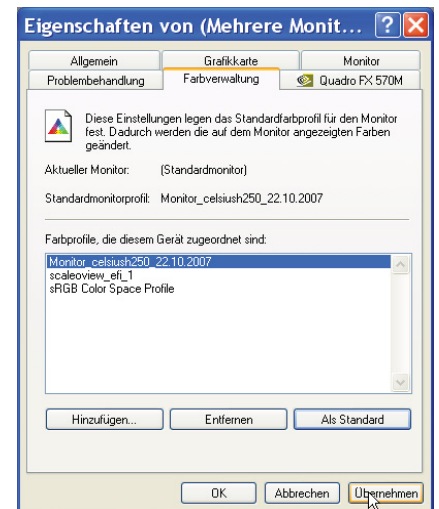 Eigenschaften von (Mehrere Monit...
Allgemein Grafikkarte Monitor
Problembehandlung Farbverwaltung Quadro FX 570M
Diese Einstellungen legen das Standardfarbprofil für den Monitor
fest. Dadurch werden die auf dem Monitor angezeigten Farben
geändert.
Aktueller Monitor: (Standardmonitor)
Standardmonitorprofil: Monitor_celsiush250_22.10.2007
Farbprofile, die diesem Gerät zugeordnet sind:
Monitor_celsiush250_22.10.2007
scaleoview_efi_1
sRGB Color Space Profile
Hinzufügen... Entfernen Als Standard
OK Abbrechen Übernehmen